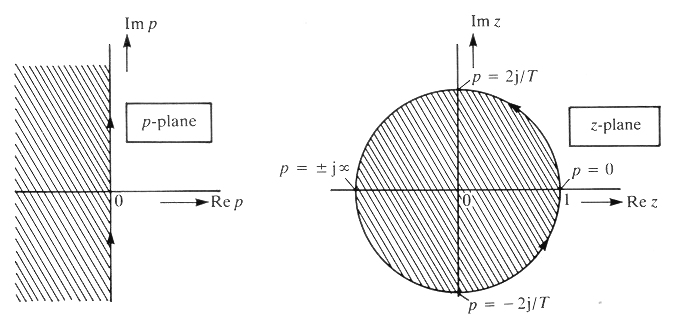 Im p
p-plane
0
Re p
Im z
p = 2j/T
z-plane
p = ± j∞
p = 0
0
1
Re z
p = − 2j/T